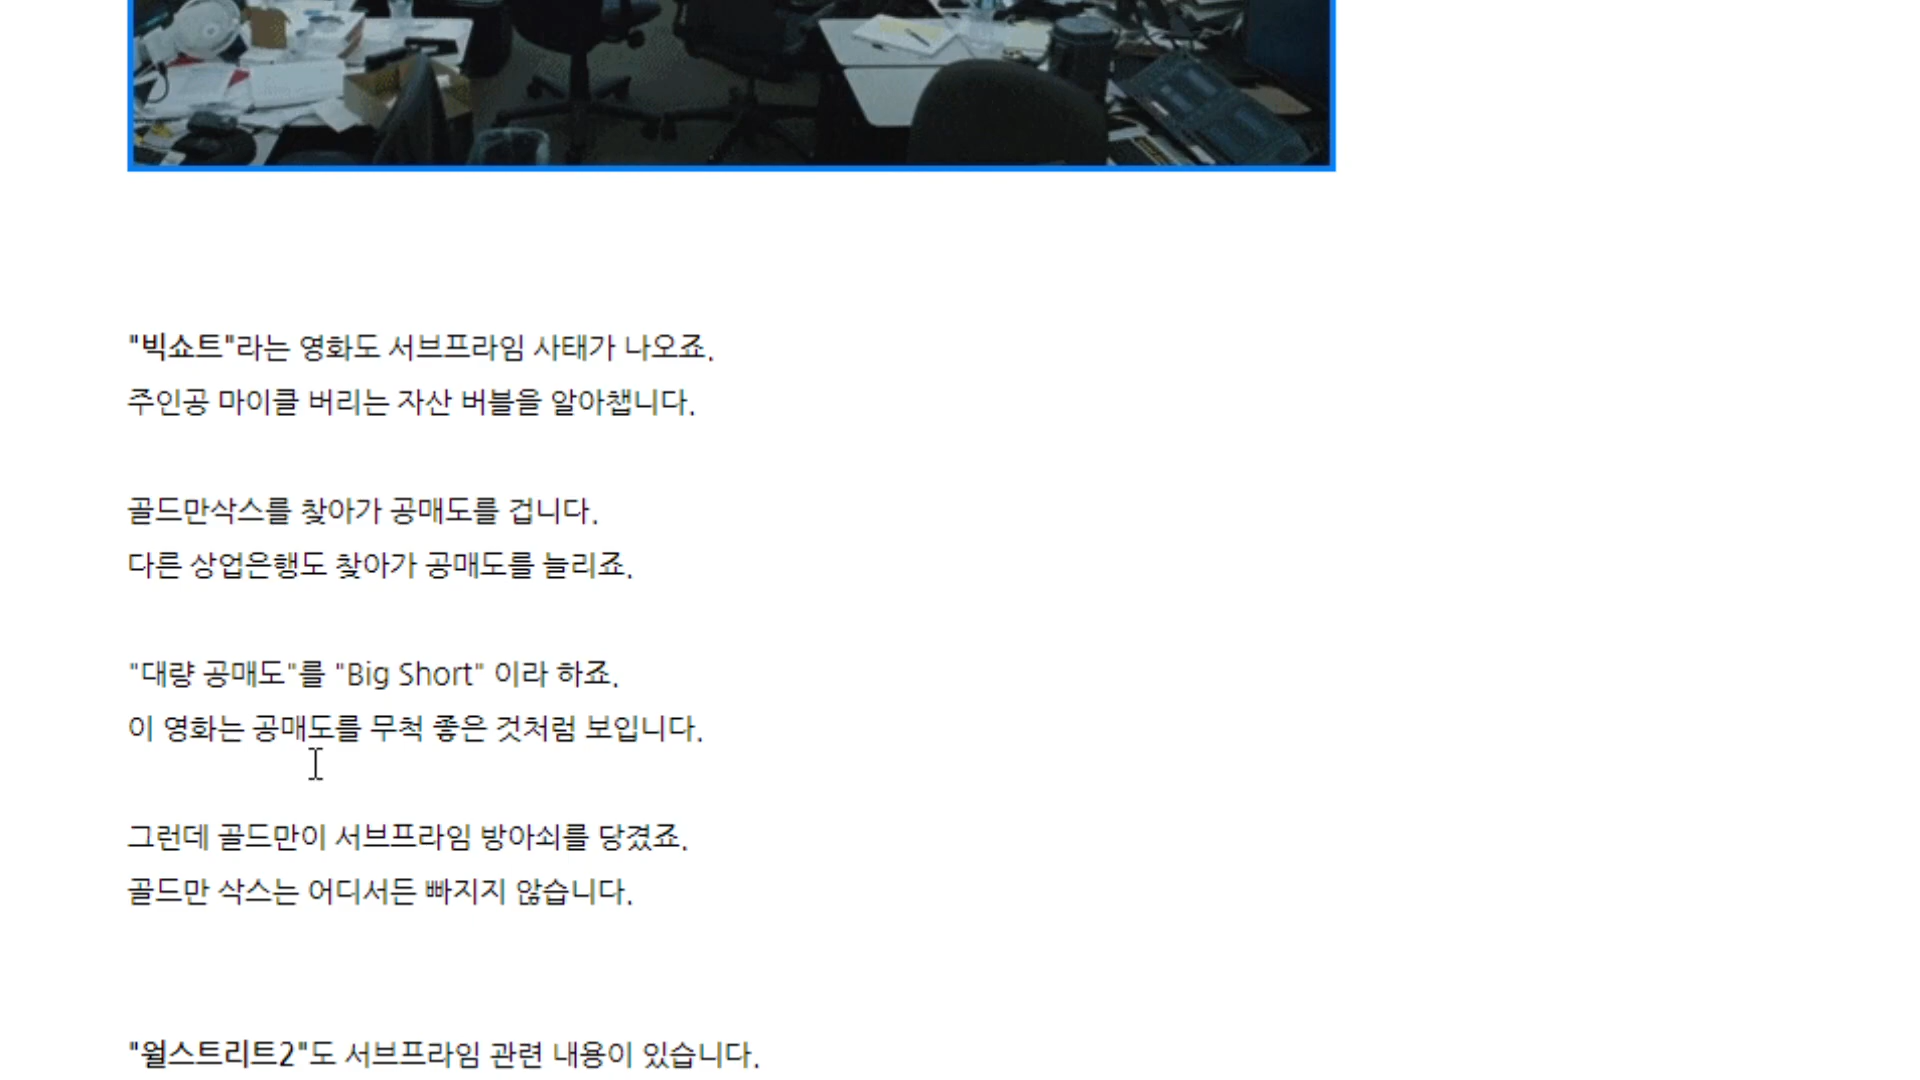 "빅쇼트"라는 영화도 서브프라임 사태가 나오죠.
주인공 마이클 버리는 자산 버블을 알아챕니다.
골드만삭스를 찾아가 공매도를 겁니다.
다른 상업은행도 찾아가 공매도를 늘리죠.
"대량 공매도"를 "Big Short" 이라 하죠.
이 영화는 공매도를 무척 좋은 것처럼 보입니다.
그런데 골드만이 서브프라임 방아쇠를 당겼죠.
골드만 삭스는 어디서든 빠지지 않습니다.
"월스트리트2"도 서브프라임 관련 내용이 있습니다.